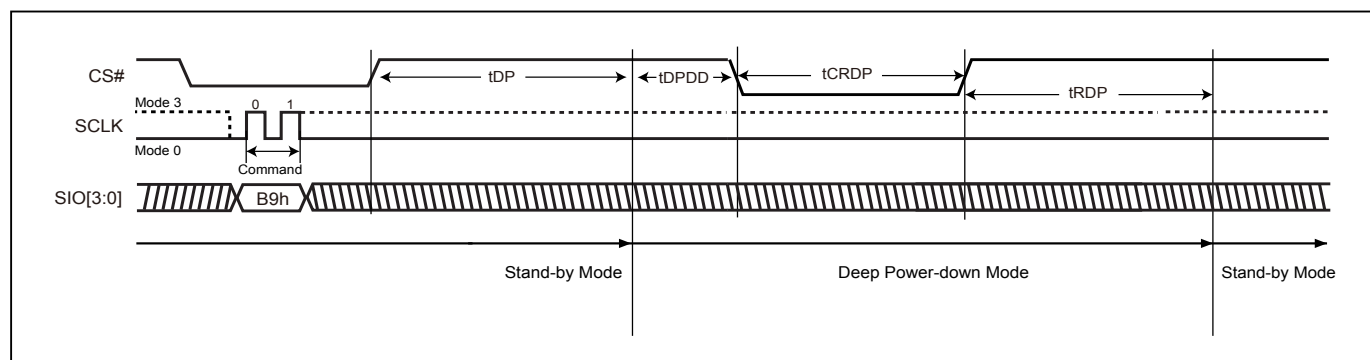 CS#
tDP
tDPDD
tCRDP
tRDP
Mode 3
0
1
SCLK
Mode 0
Command
SIO[3:0]
B9h
Stand-by Mode
Deep Power-down Mode
Stand-by Mode